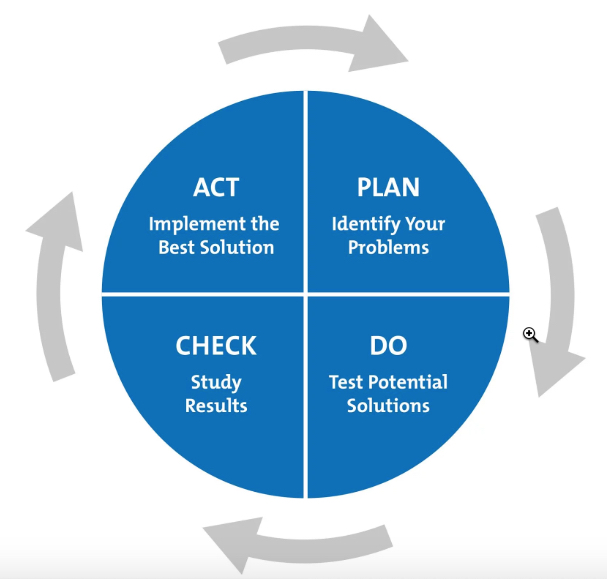 ACT
Implement the
Best Solution
PLAN
Identify Your
Problems
CHECK
Study
Results
DO
Test Potential
Solutions